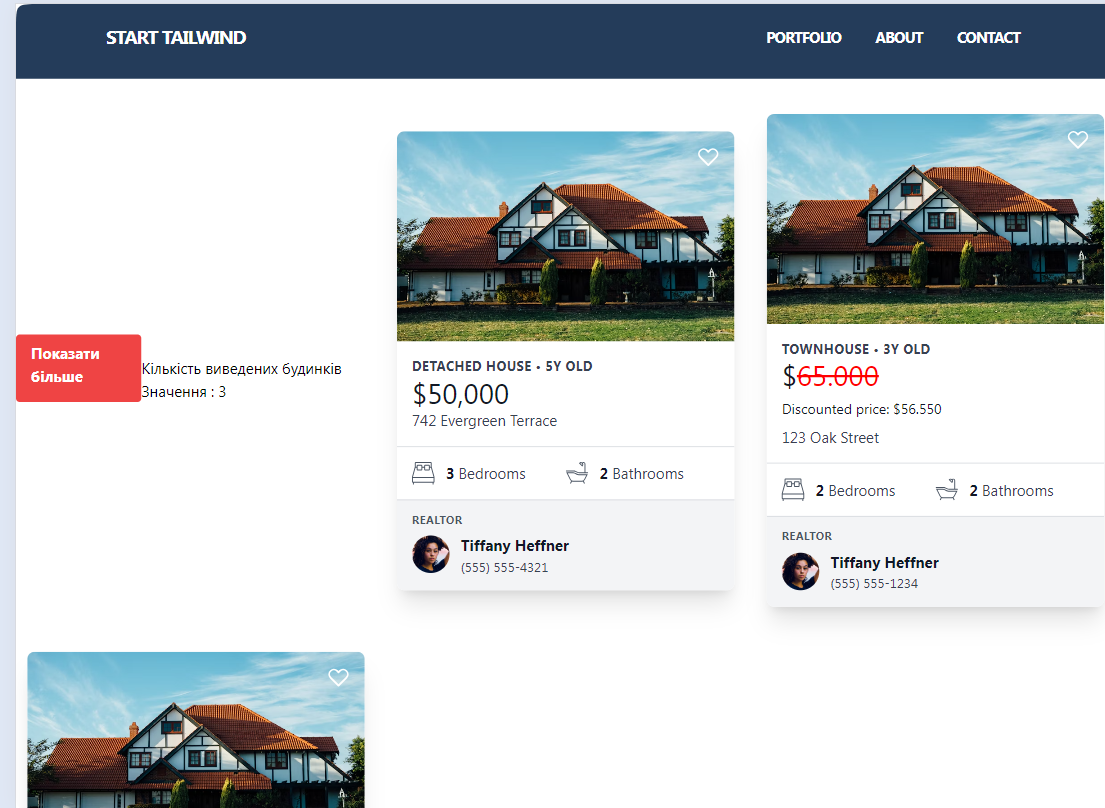 START TAILWIND
PORTFOLIO
ABOUT
CONTACT
Показати
більше
Кількість виведених будинків
Значення : 3
DETACHED HOUSE • 5Y OLD
$50,000
742 Evergreen Terrace
3 Bedrooms
2 Bathrooms
REALTOR
Tiffany Heffner
(555) 555-4321
TOWNHOUSE • 3Y OLD
$65.000
Discounted price: $56.550
123 Oak Street
2 Bedrooms
2 Bathrooms
REALTOR
Tiffany Heffner
(555) 555-1234